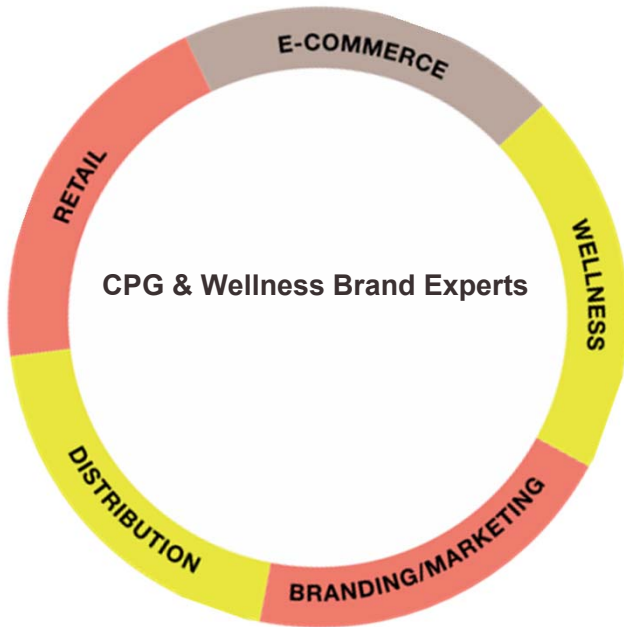 E-COMMERCE
WELLNESS
BRANDING/MARKETING
DISTRIBUTION
RETAIL
CPG & Wellness Brand Experts